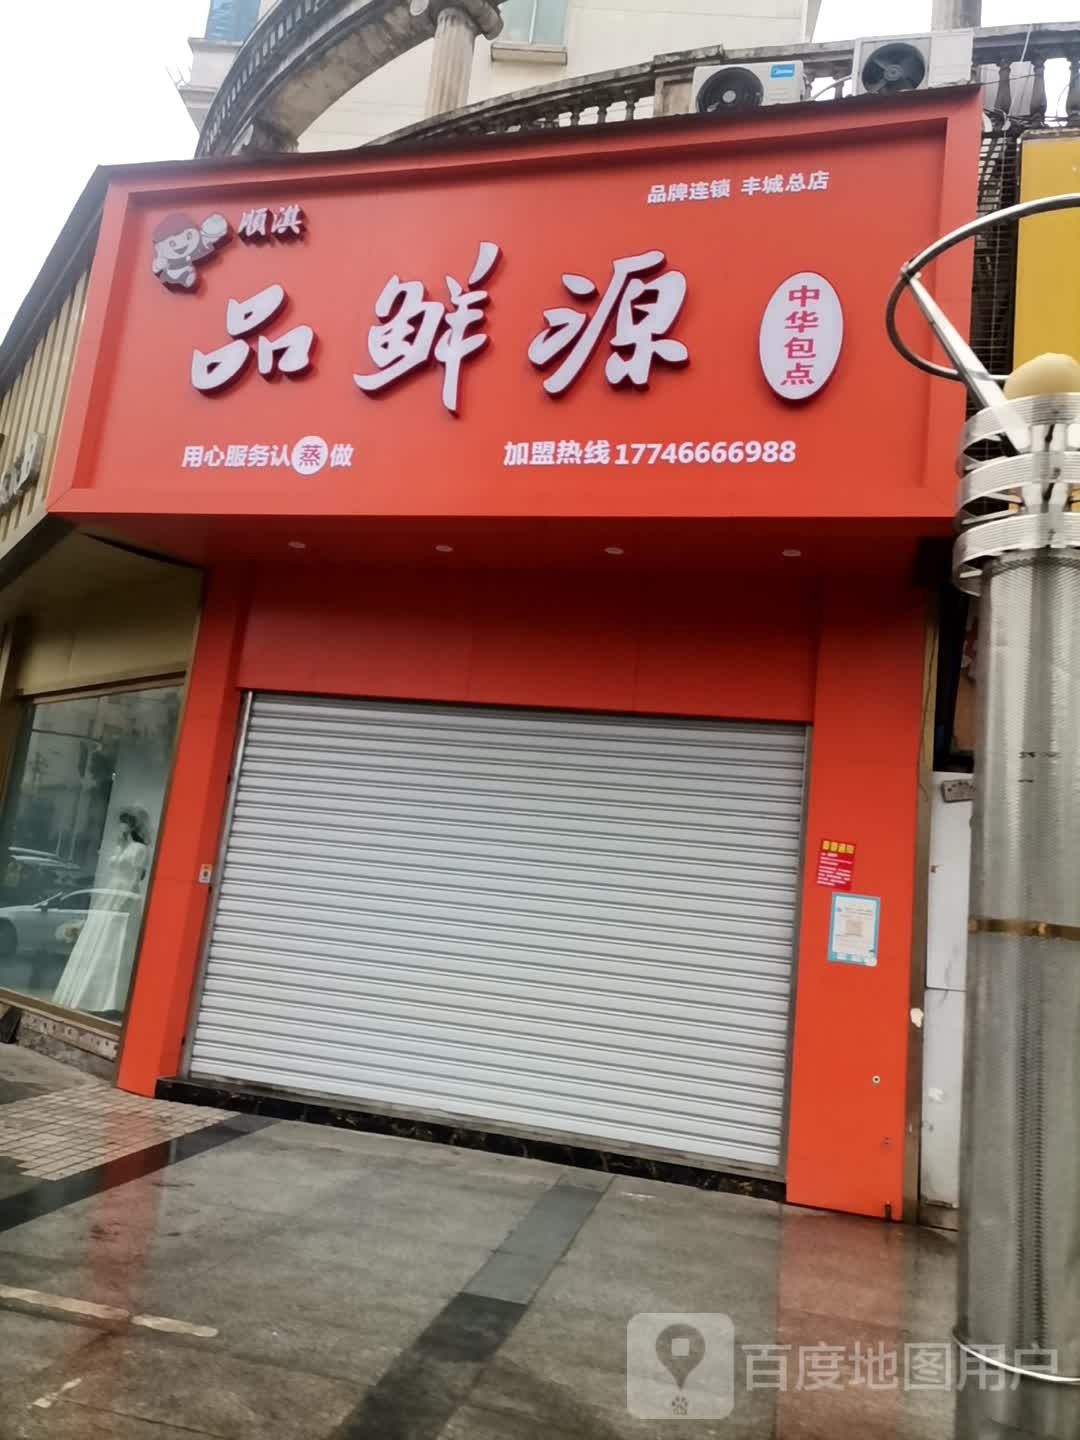 品牌连锁 丰城总店
顺淇
品鲜源
中华包点
用心服务认蒸做
加盟热线17746666988
百度地图用户